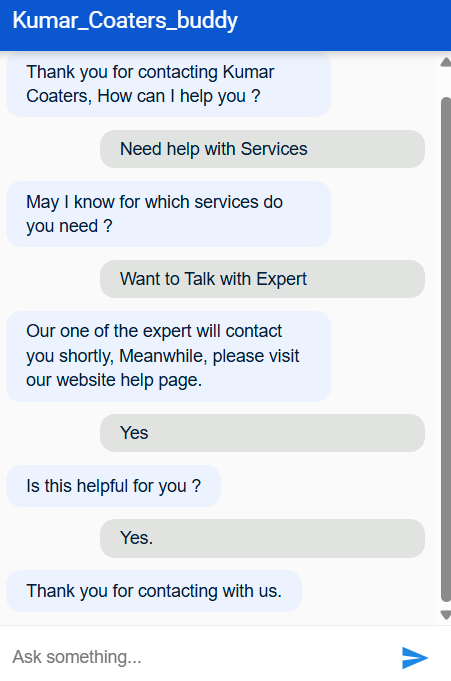 Kumar_Coaters_buddy
Thank you for contacting Kumar
Coaters, How can I help you ?
Need help with Services
May I know for which services do
you need ?
Want to Talk with Expert
Our one of the expert will contact
you shortly, Meanwhile, please visit
our website help page.
Yes
Is this helpful for you ?
Yes.
Thank you for contacting with us.
Ask something...